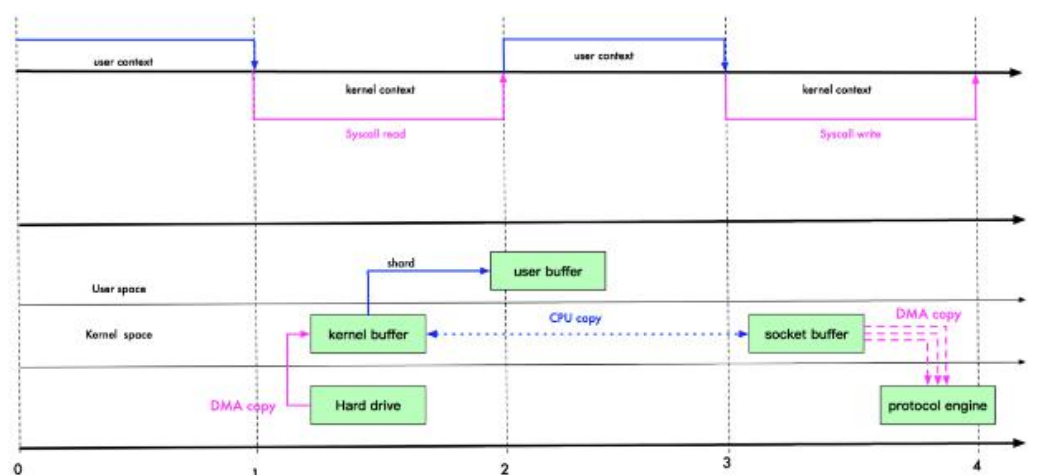 user context
user context
kernel context
kernel context
Syscall read
Syscall write
shard
user buffer
User space
CPU copy
DMA copy
Kernel space
kernel buffer
socket buffer
DMA copy
Hard drive
protocol engine
0 1 2 3 4